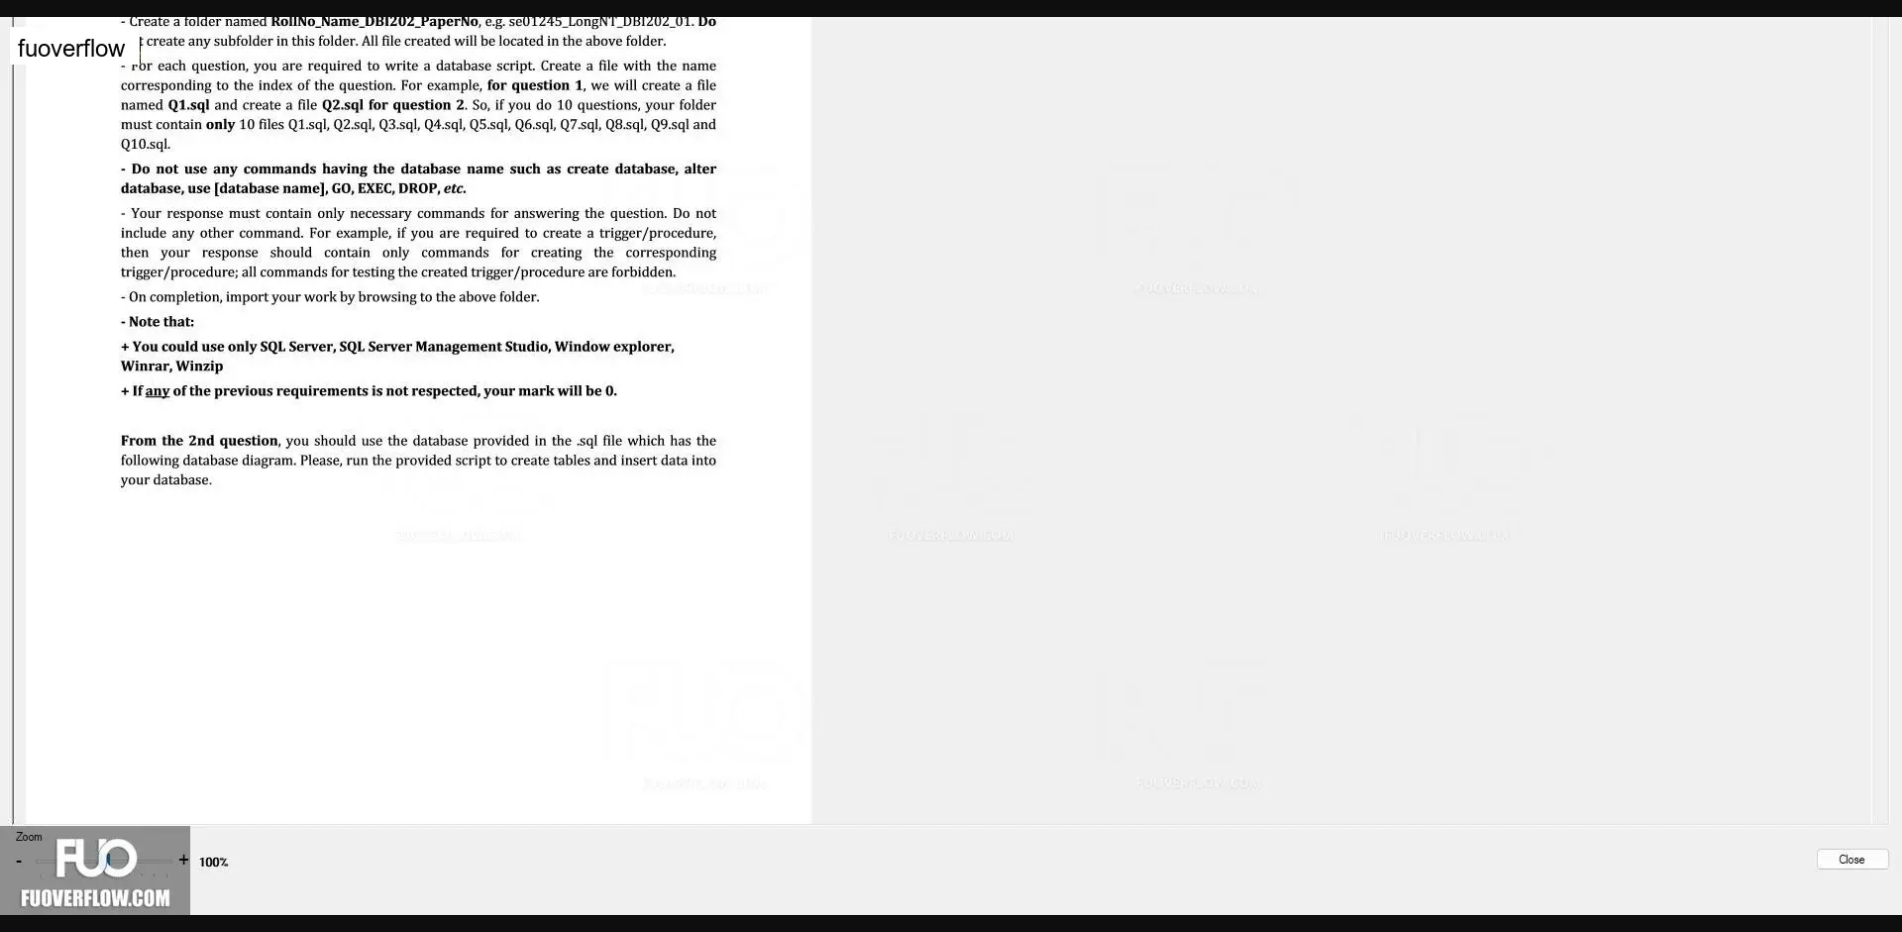 - Create a folder named RollNo_Name_DBI202_PaperNo, e.g. se01245_LongNT_DBI202_01. Do
fuoverflow
t create any subfolder in this folder. All file created will be located in the above folder.
- For each question, you are required to write a database script. Create a file with the name
corresponding to the index of the question. For example, for question 1, we will create a file
named Q1.sql and create a file Q2.sql for question 2. So, if you do 10 questions, your folder
must contain only 10 files Q1.sql, Q2.sql, Q3.sql, Q4.sql, Q5.sql, Q6.sql, Q7.sql, Q8.sql, Q9.sql and
Q10.sql.
- Do not use any commands having the database name such as create database, alter
database, use [database name], GO, EXEC, DROP, etc.
- Your response must contain only necessary commands for answering the question. Do not
include any other command. For example, if you are required to create a trigger/procedure,
then your response should contain only commands for creating the corresponding
trigger/procedure; all commands for testing the created trigger/procedure are forbidden.
- On completion, import your work by browsing to the above folder.
- Note that:
+ You could use only SQL Server, SQL Server Management Studio, Window explorer,
Winrar, Winzip
+ If any of the previous requirements is not respected, your mark will be 0.
From the 2nd question, you should use the database provided in the .sql file which has the
following database diagram. Please, run the provided script to create tables and insert data into
your database.
FUOVERFLOW.COM
FUOVERFLOW.COM
Zoom
- + 100%
Close
FUO
FUOVERFLOW.COM